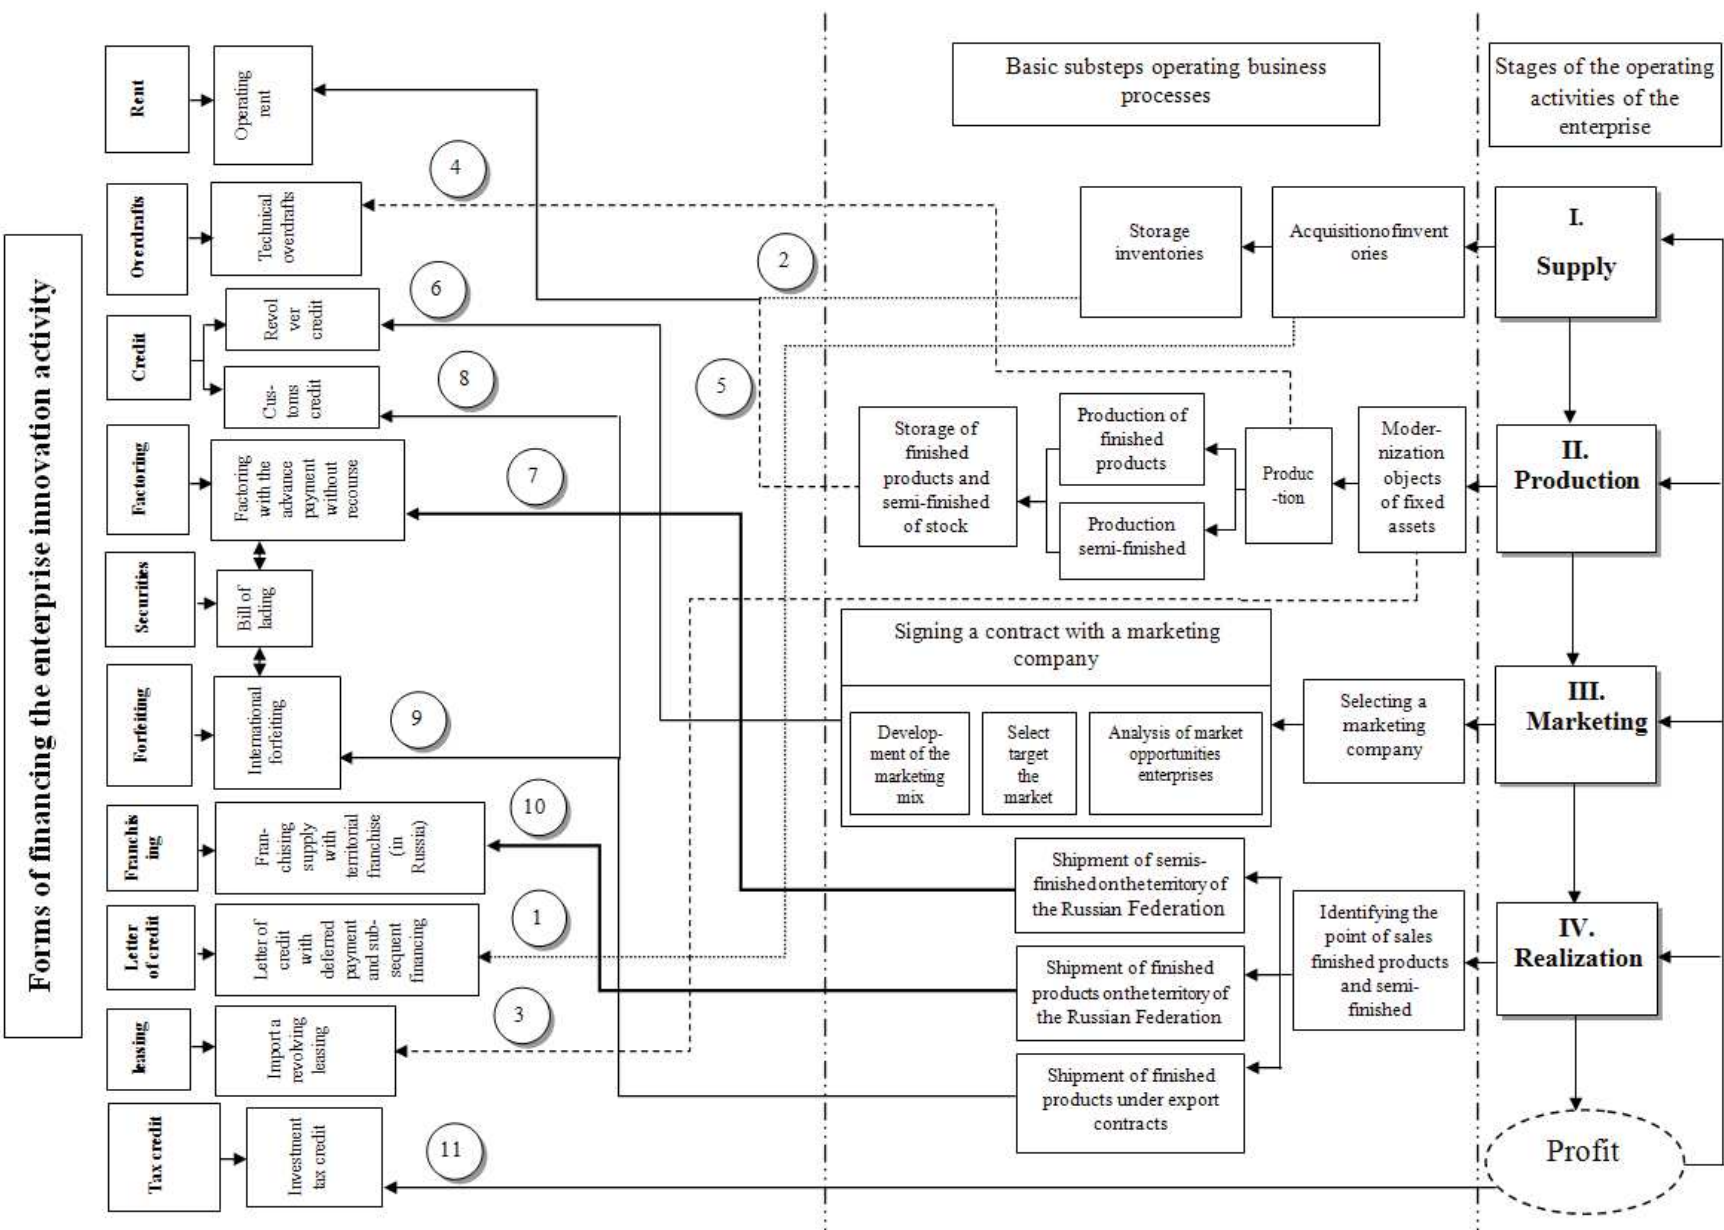 Forms of financing the enterprise innovation activity
Rent
Operating
rent
Overdrafts
Technical
overdrafts
Credit
Revol
ver
credit
Cus-
toms
credit
Factoring
Factoring
with the
advance
payment
without
recourse
Securities
Bill of
lading
Forfeiting
International
forfeiting
Franchis
ing
Fran-
chising
supply
with
territorial
franchise
(in
Russia)
Letter
of credit
Letter of
credit
with
deferred
payment
and sub-
sequent
financing
leasing
Import a
revolving
leasing
Tax credit
Investment
tax credit
4
2
6
5
8
7
9
10
1
3
11
Basic substeps operating business
processes
Storage
inventories
Acquisitionofinvent
ories
Storage of
finished
products and
semi-finished
of stock
Production of
finished
products
Production
semi-finished
Produc
-tion
Moder-
nization
objects
of fixed
assets
Signing a contract with a marketing
company
Develop-
ment of the
marketing
mix
Select
target
the
market
Analysis of market
opportunities
enterprises
Selecting a
marketing
company
Shipment of semis-
finished on the territory of
the Russian Federation
Shipment of finished
products on the territory of
the Russian Federation
Shipment of finished
products under export
contracts
Identifying the
point of sales
finished products
and semi-
finished
Stages of the operating
activities of the
enterprise
I.
Supply
II.
Production
III.
Marketing
IV.
Realization
Profit